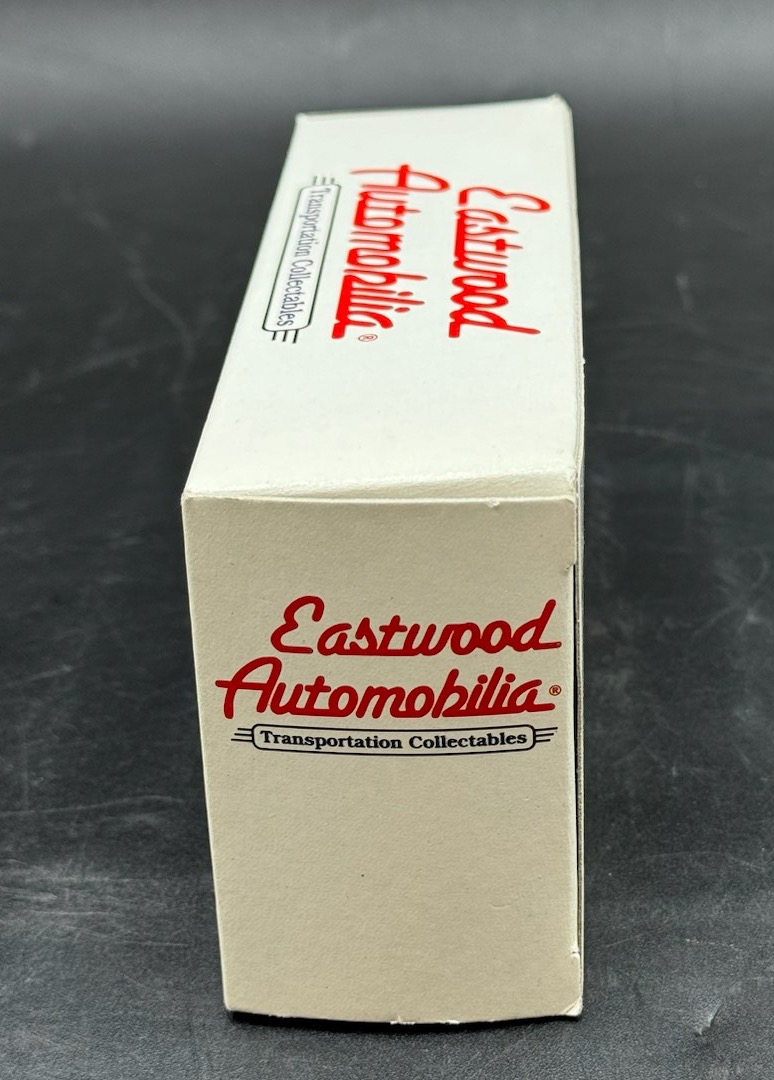 Eastwood
Automobilia®
Transportation Collectables
Eastwood
Automobilia®
Transportation Collectables